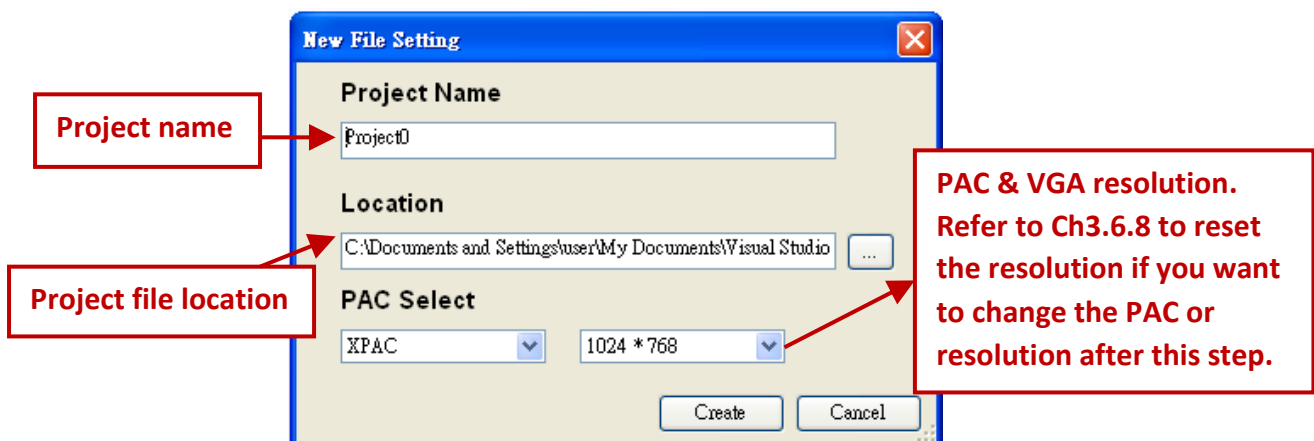 New File Setting
Project Name
Project name
Project0
Location
C:\Documents and Settings\user\My Documents\Visual Studio
...
Project file location
PAC Select
XPAC
1024 * 768
PAC & VGA resolution.
Refer to Ch3.6.8 to reset
the resolution if you want
to change the PAC or
resolution after this step.
Create
Cancel